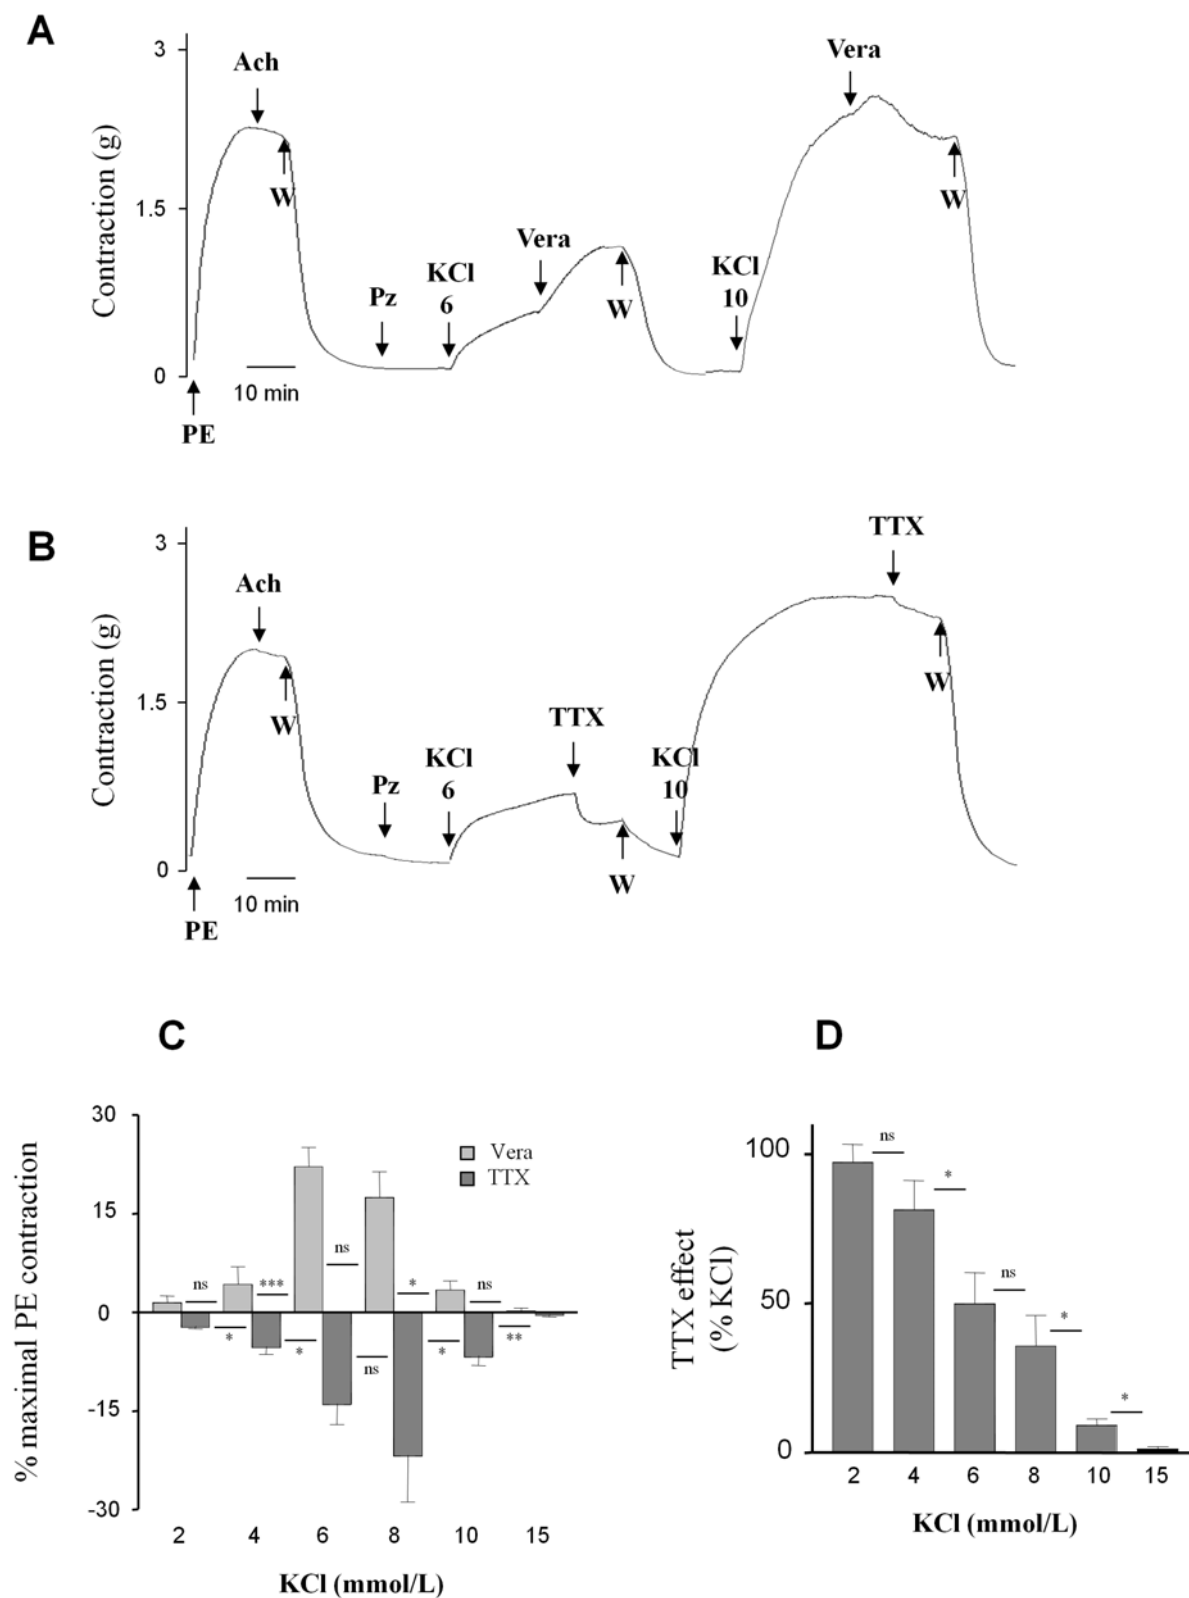 A
3
Ach
Vera
Contraction (g)
W
W
1.5
Vera
KCl
6
KCl
10
Pz
W
0
10 min
PE
B
3
TTX
Ach
Contraction (g)
W
1.5
TTX
W
KCl
6
KCl
10
Pz
0
10 min
W
PE
C
D
% maximal PE contraction
30
15
0
-15
-30
Vera
TTX
ns
***
ns
*
ns
*
*
ns
*
**
2 4 6 8 10 15
KCl (mmol/L)
TTX effect
(% KCl)
100
50
0
ns
*
ns
*
*
2 4 6 8 10 15
KCl (mmol/L)